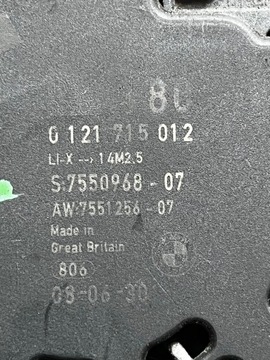 80
0 121 715 012
LI-X --> 14M2.5
S:7550968 - 07
AW:7551256 -07
Made in
Great Britain
806
08-06-30